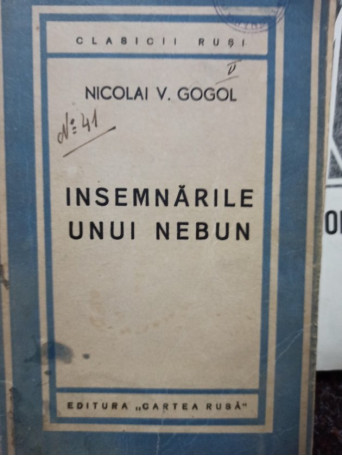 CLASICII RUȘI
V
NICOLAI V. GOGOL
No 41
INSEMNĂRILE
UNUI NEBUN
EDITURA „CARTEA RUSĂ"